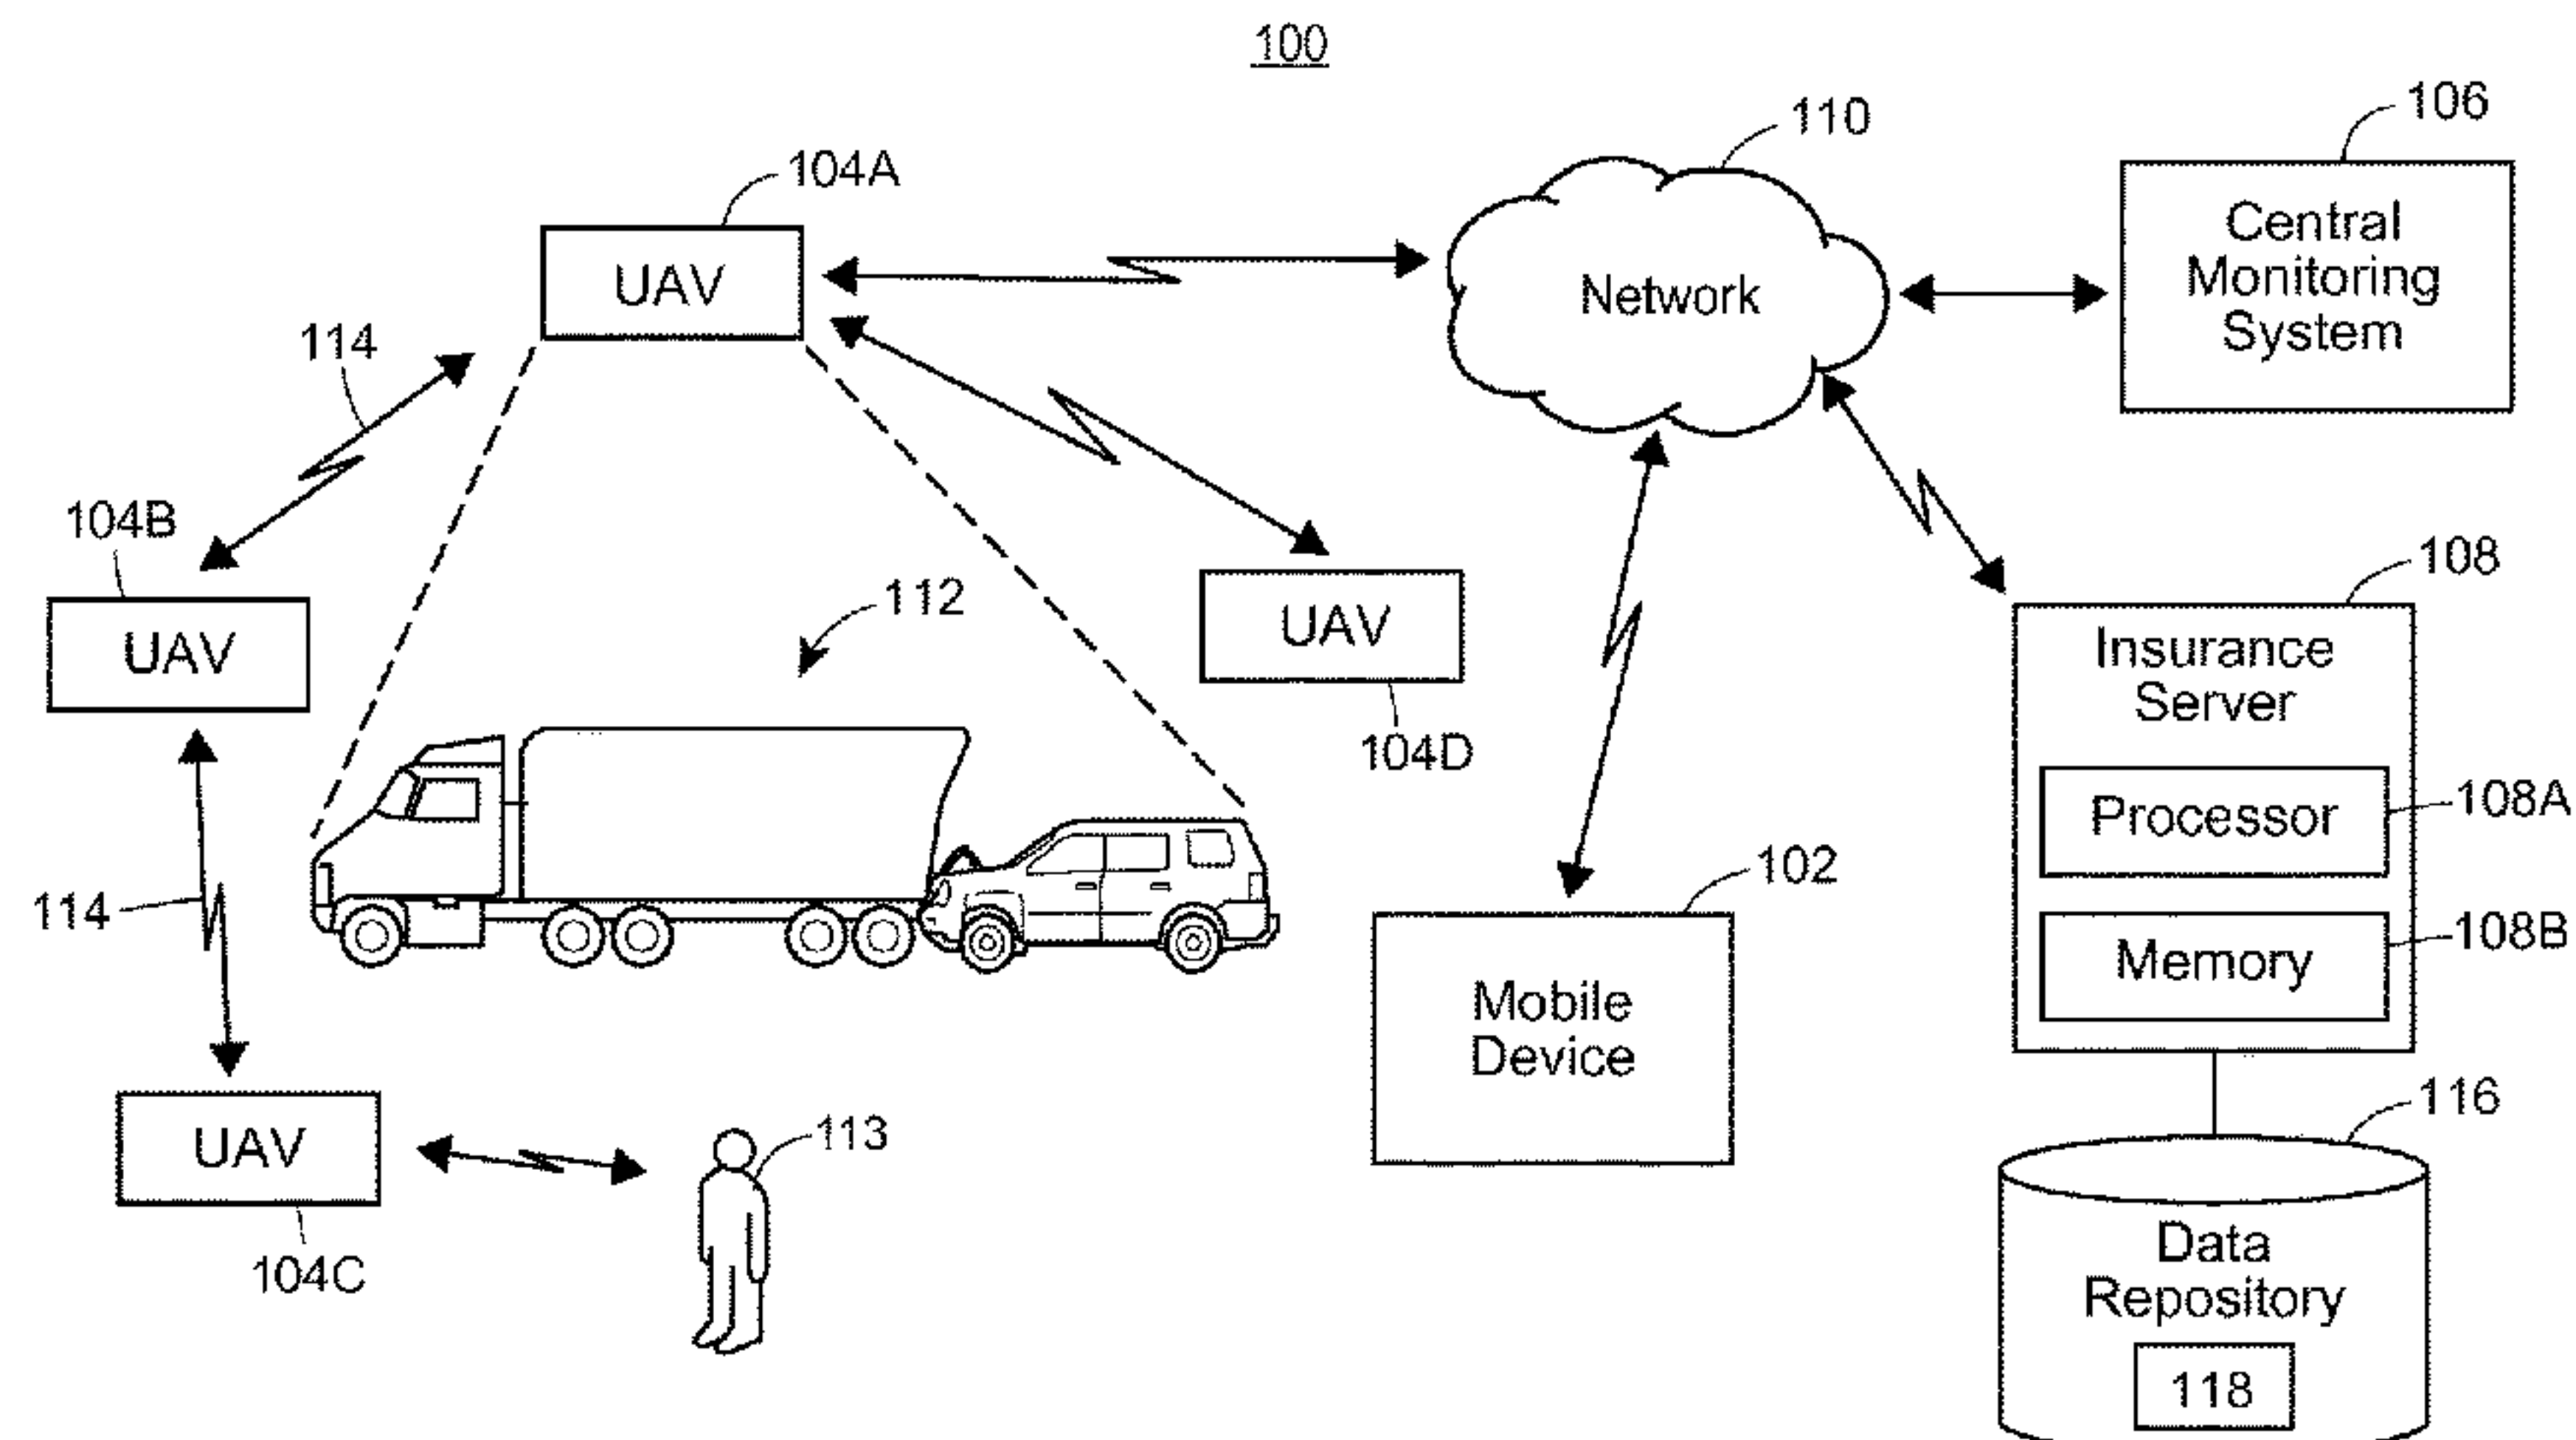 100
110
106
104A
Central
Monitoring
System
UAV
Network
114
104B
108
112
UAV
UAV
Insurance
Server
104D
Processor
108A
102
114
Memory
108B
Mobile
Device
116
113
UAV
Data
Repository
104C
118